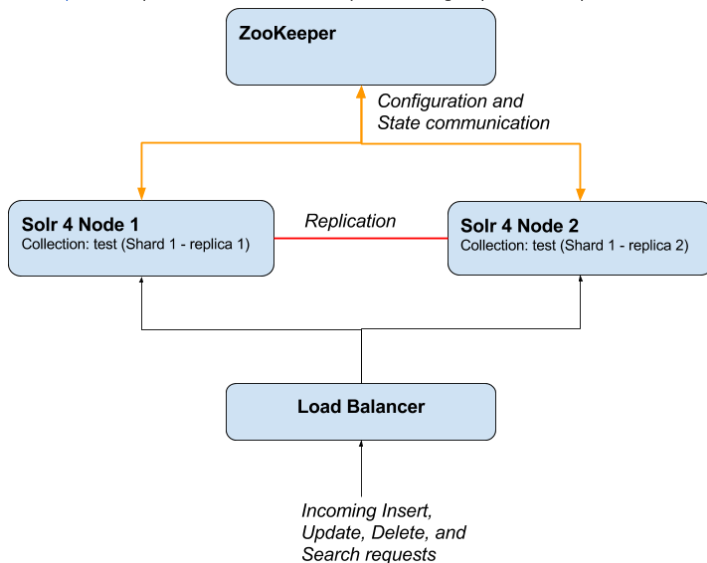 ZooKeeper
Configuration and
State communication
Solr 4 Node 1
Collection: test (Shard 1 - replica 1)
Replication
Solr 4 Node 2
Collection: test (Shard 1 - replica 2)
Load Balancer
Incoming Insert,
Update, Delete, and
Search requests